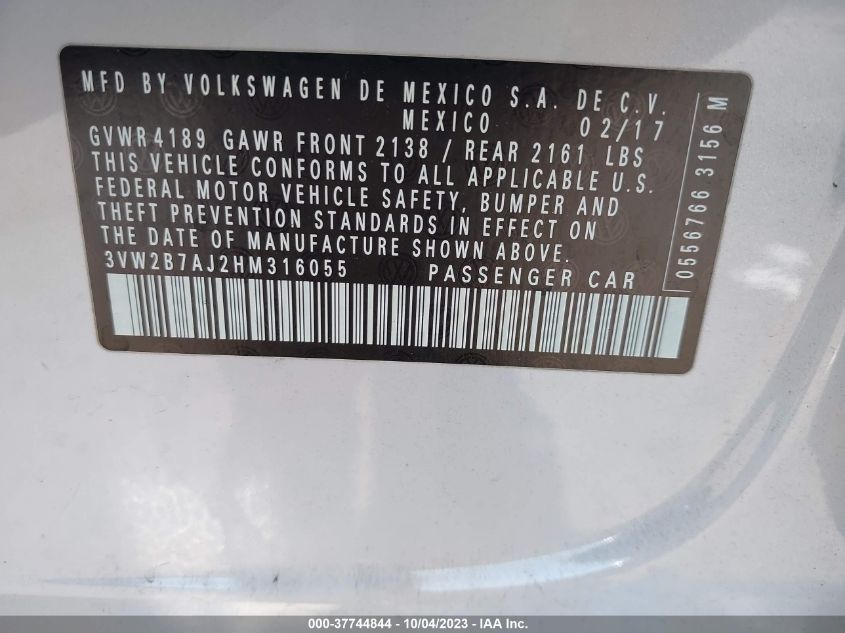 MFD BY VOLKSWAGEN DE MEXICO S.A. DE C.V.
MEXICO 02/17
GVWR 4189 GAWR FRONT 2138 / REAR 2161 LBS
THIS VEHICLE CONFORMS TO ALL APPLICABLE U.S.
FEDERAL MOTOR VEHICLE SAFETY, BUMPER AND
THEFT PREVENTION STANDARDS IN EFFECT ON
THE DATE OF MANUFACTURE SHOWN ABOVE.
3VW2B7AJ2HM316055 PASSENGER CAR
0556766 3156 M
000-37744844 - 10/04/2023 - IAA Inc.